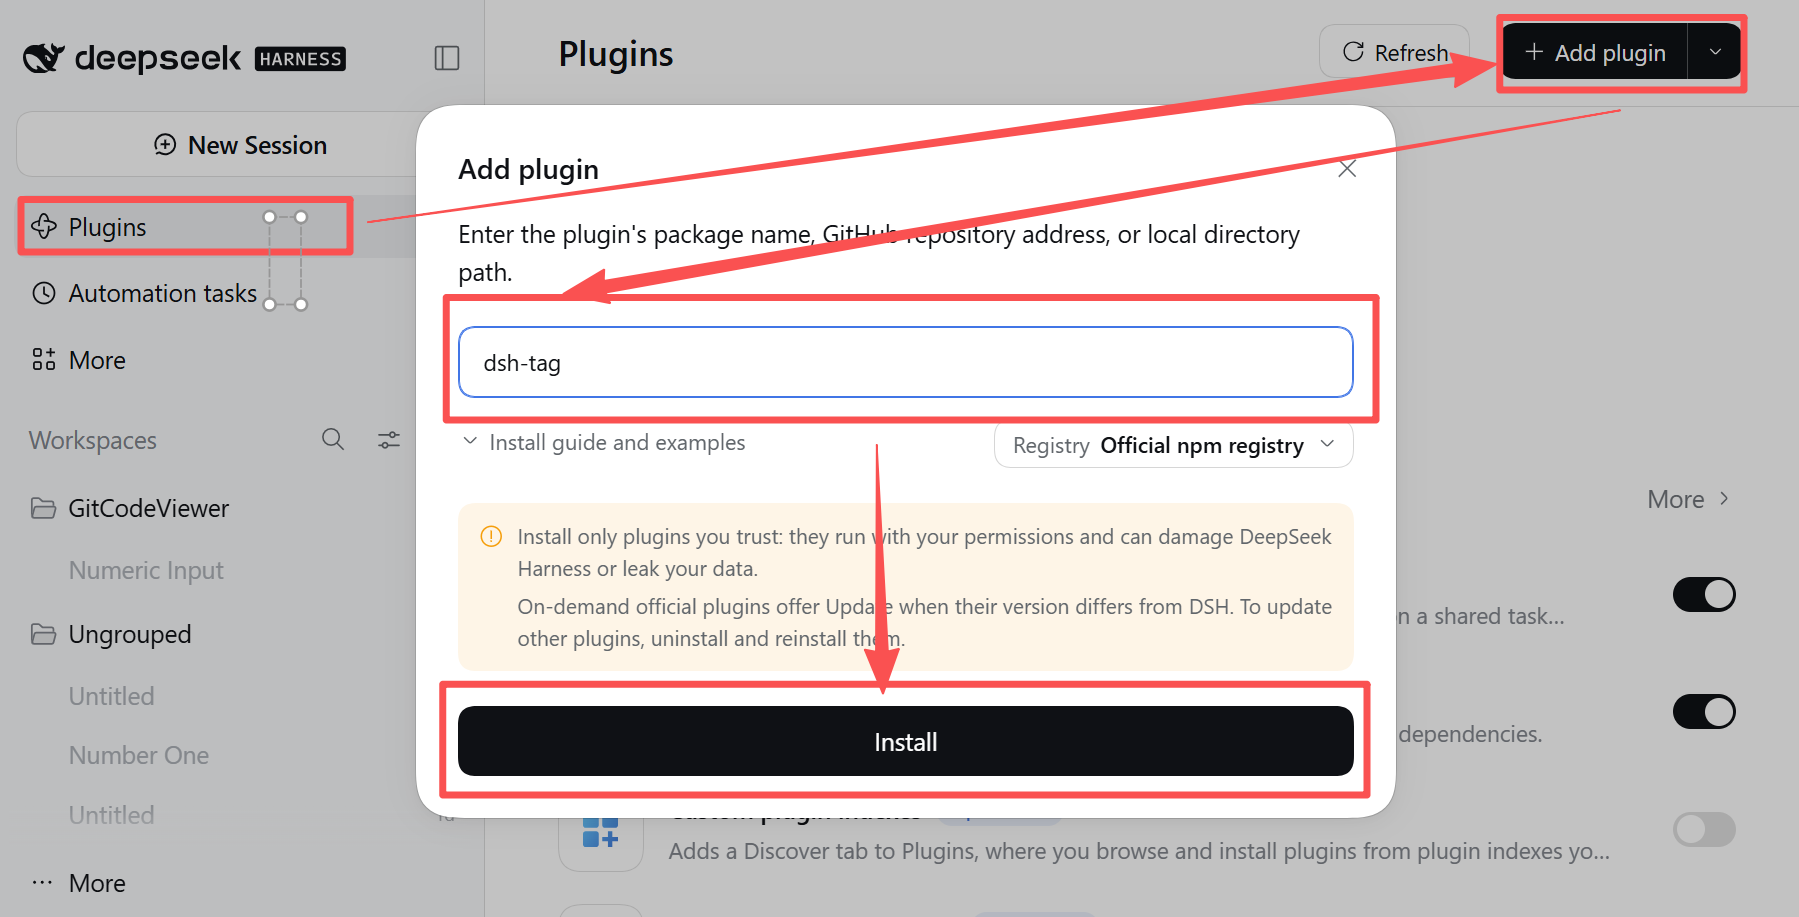 deepseek HARNESS
New Session
Plugins
Automation tasks
More
Workspaces
GitCodeViewer
Numeric Input
Ungrouped
Untitled
Number One
Untitled
More
Plugins
Refresh
Add plugin
Add plugin
Enter the plugin's package name, GitHub repository address, or local directory
path.
dsh-tag
Install guide and examples
Registry Official npm registry
Install only plugins you trust: they run with your permissions and can damage DeepSeek
Harness or leak your data.
On-demand official plugins offer Update when their version differs from DSH. To update
other plugins, uninstall and reinstall them.
Install
More
n a shared task...
dependencies.
Adds a Discover tab to Plugins, where you browse and install plugins from plugin indexes yo...